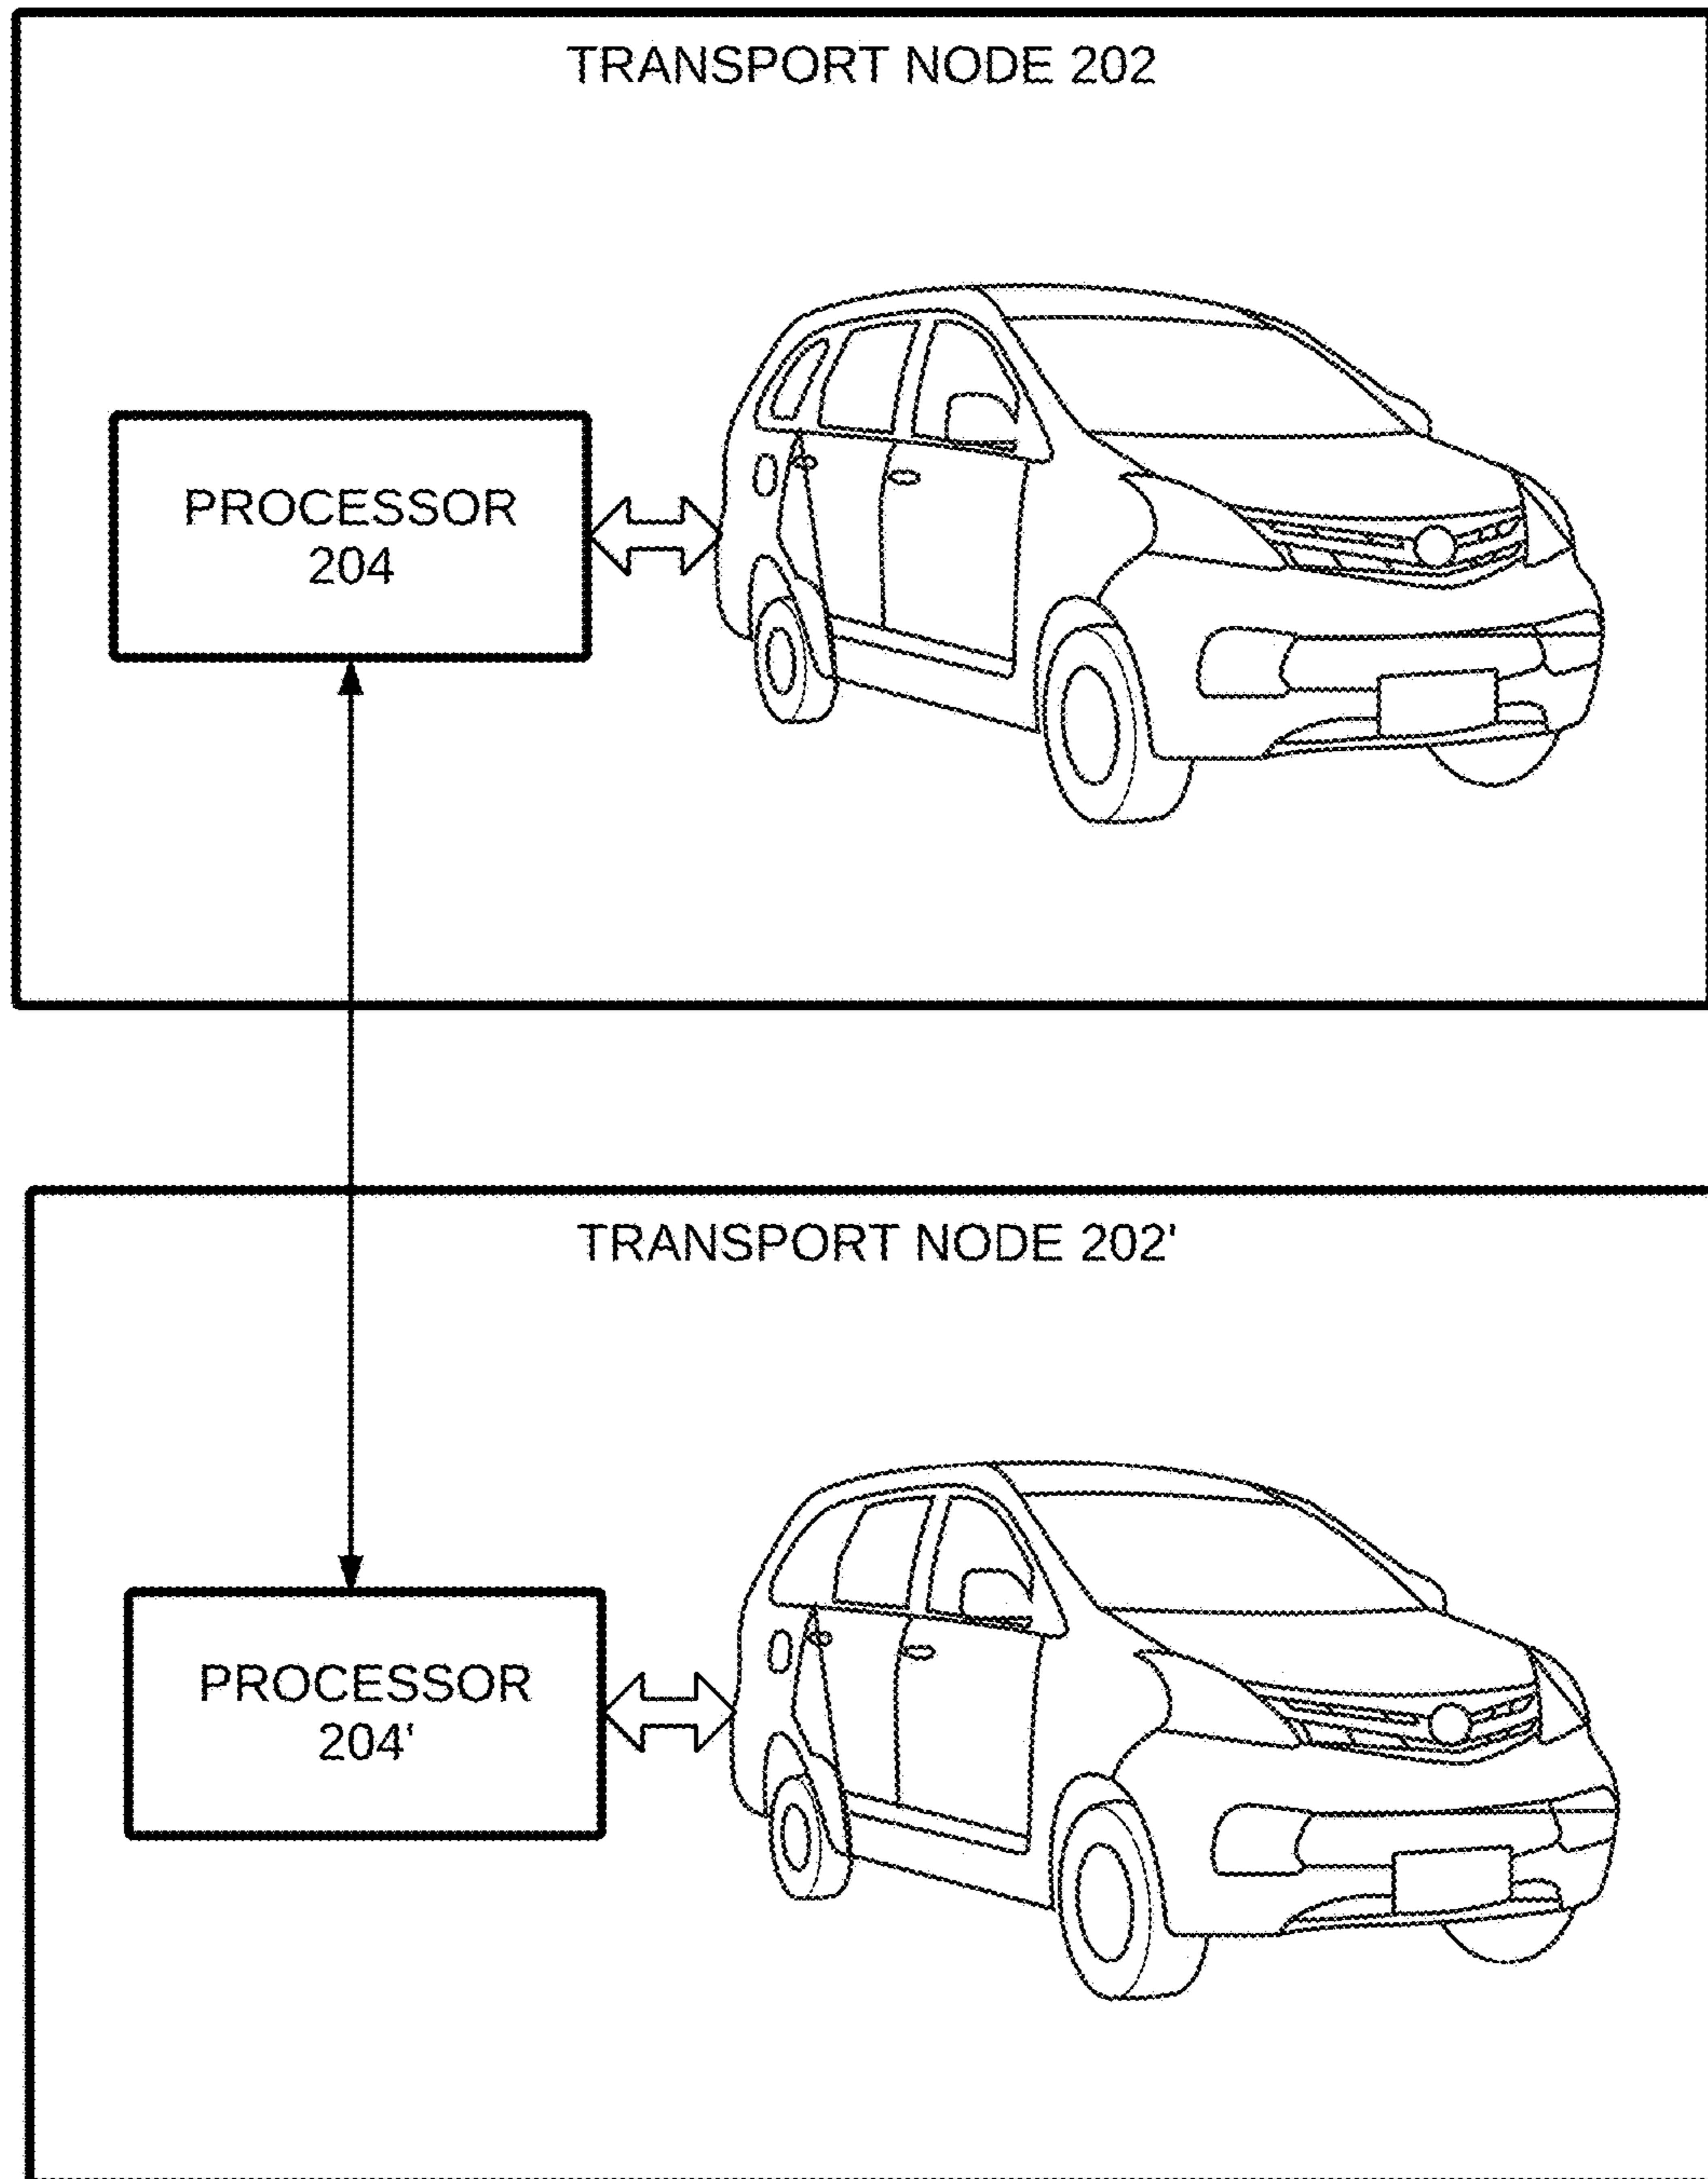 TRANSPORT NODE 202
PROCESSOR
204
TRANSPORT NODE 202'
PROCESSOR
204'